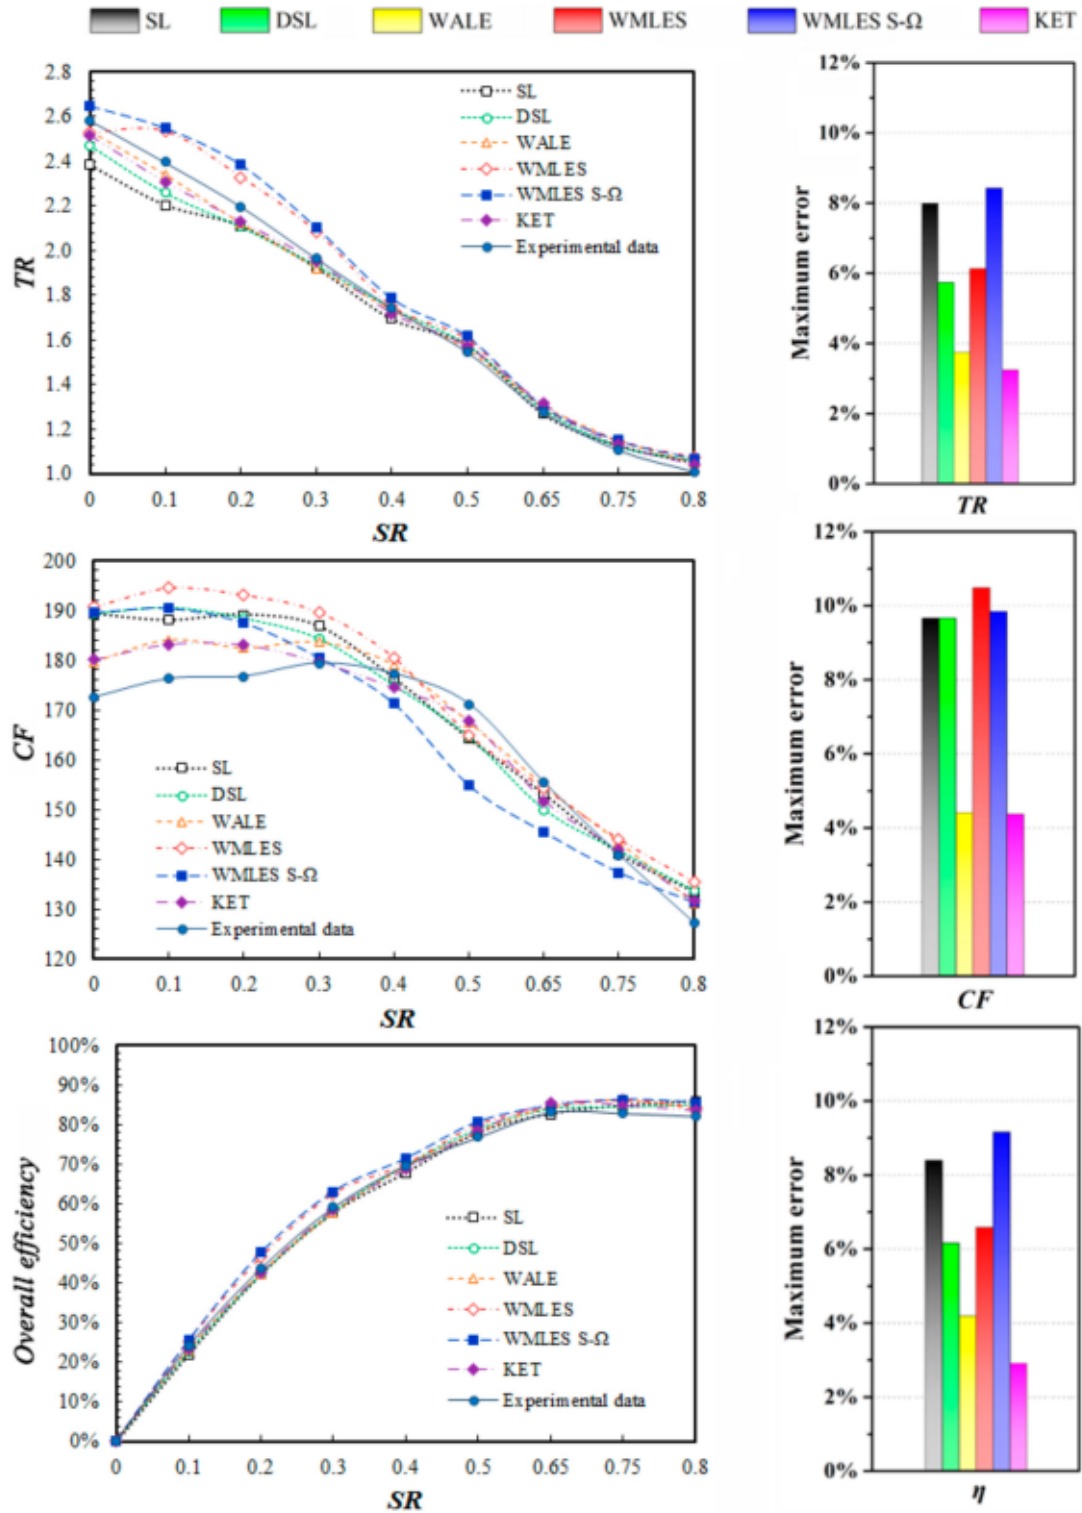 SL DSL WALE WMLES WMLES S-Ω KET
2.8
2.6
2.4
2.2
2.0
1.8
1.6
1.4
1.2
1.0
TR
SL
DSL
WALE
WMLES
WMLES S-Ω
KET
Experimental data
0 0.1 0.2 0.3 0.4 0.5 0.65 0.75 0.8
SR
12%
10%
8%
6%
4%
2%
0%
Maximum error
TR
200
190
180
170
160
150
140
130
120
CF
SL
DSL
WALE
WMLES
WMLES S-Ω
KET
Experimental data
0 0.1 0.2 0.3 0.4 0.5 0.65 0.75 0.8
SR
12%
10%
8%
6%
4%
2%
0%
Maximum error
CF
100%
90%
80%
70%
60%
50%
40%
30%
20%
10%
0%
Overall efficiency
SL
DSL
WALE
WMLES
WMLES S-Ω
KET
Experimental data
0 0.1 0.2 0.3 0.4 0.5 0.65 0.75 0.8
SR
12%
10%
8%
6%
4%
2%
0%
Maximum error
η